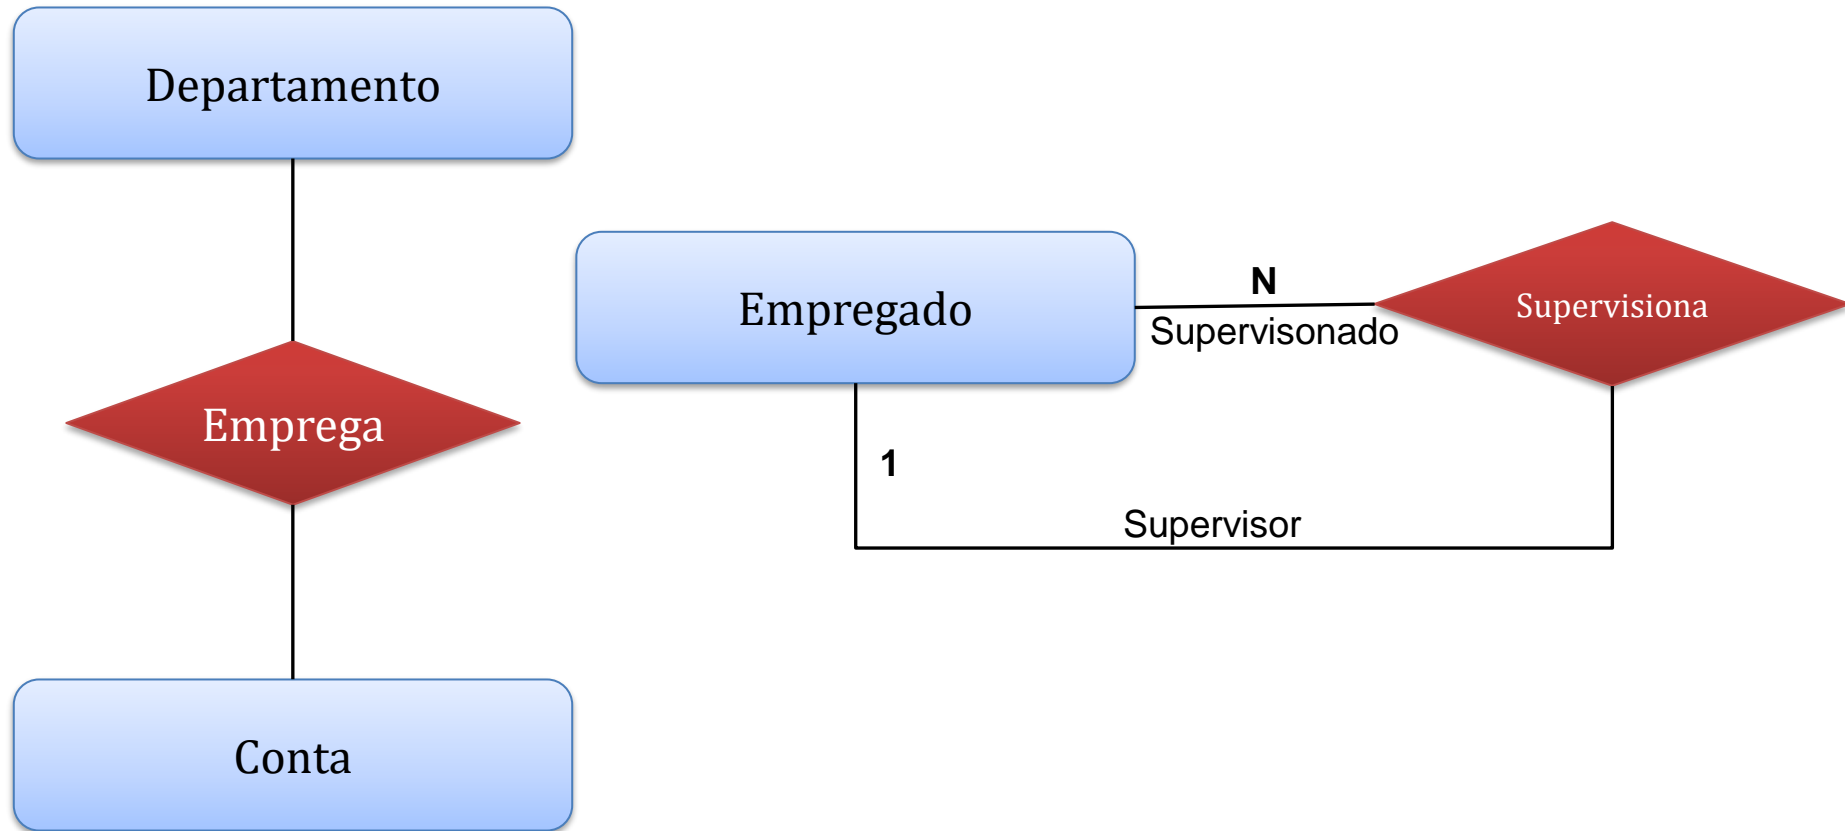 Departamento
Emprega
Conta
Empregado
N
Supervisonado
Supervisiona
1
Supervisor